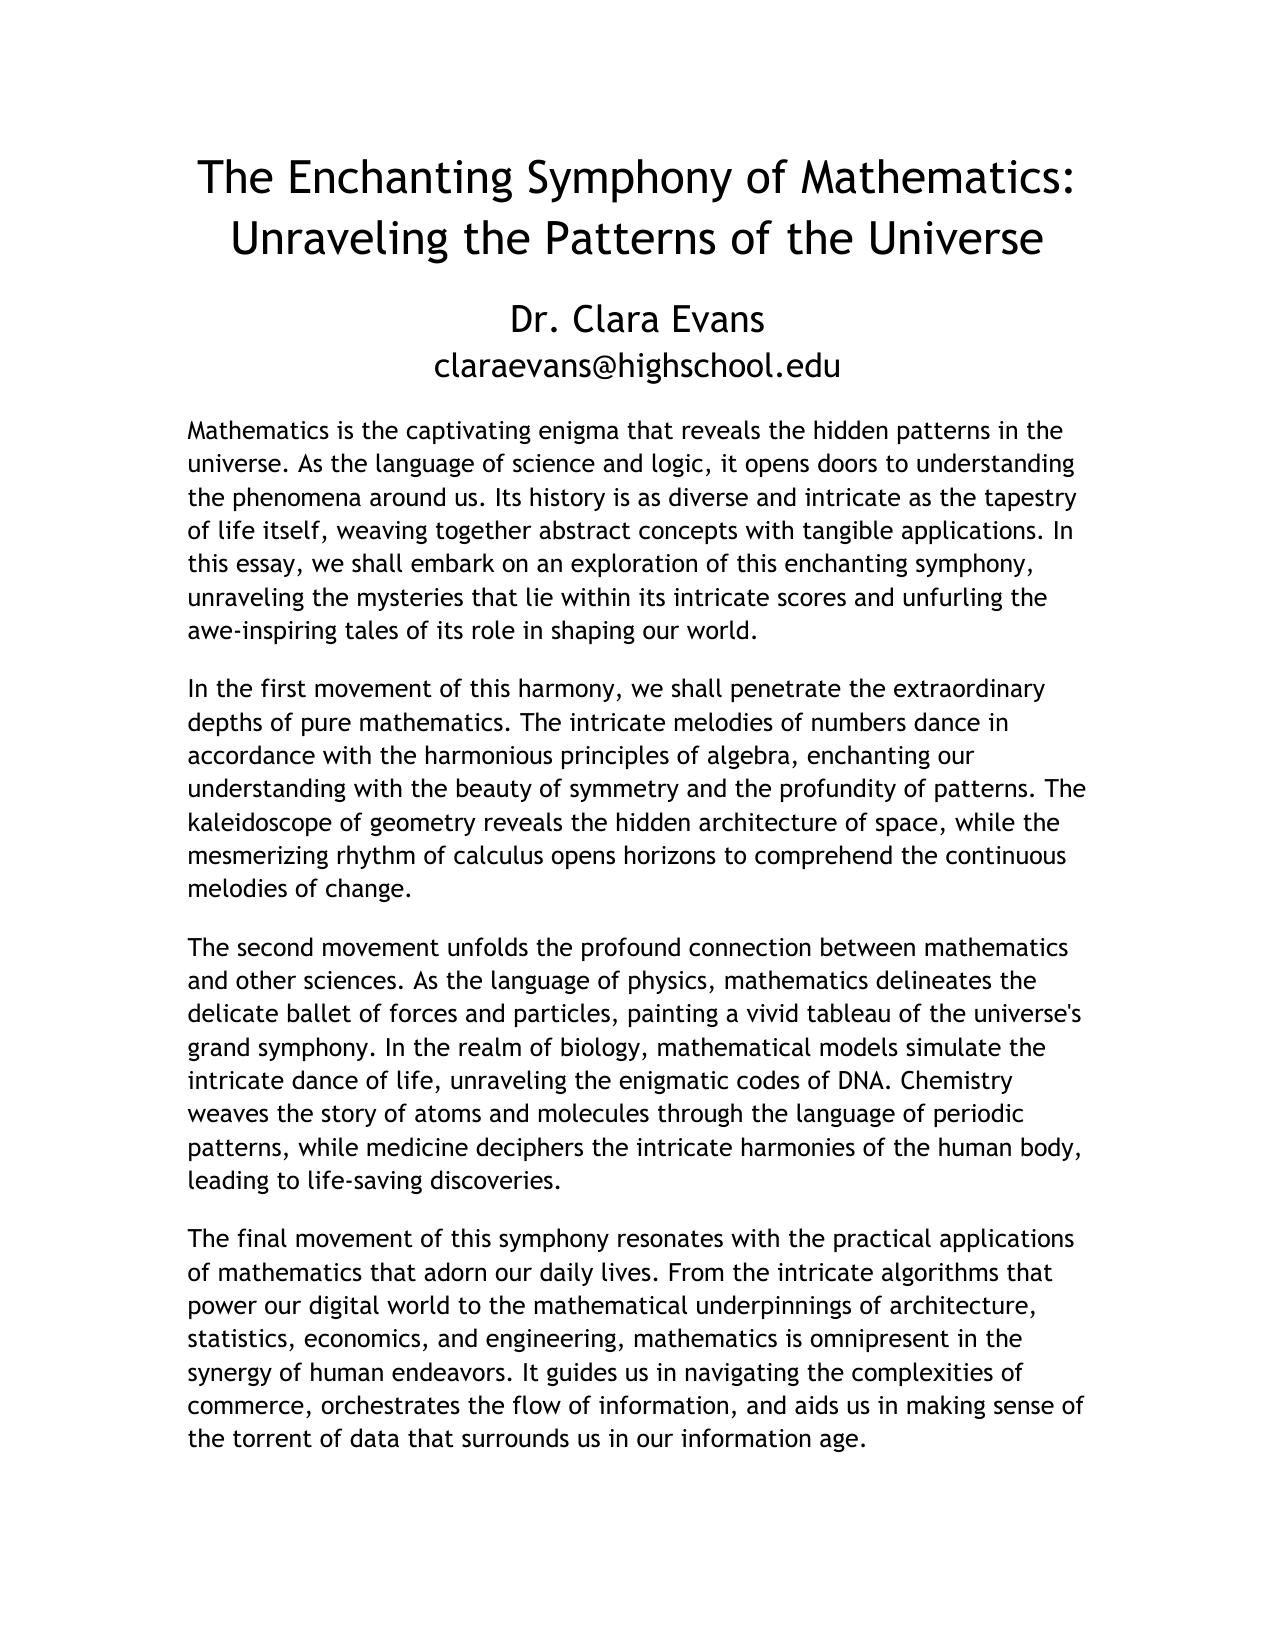 The Enchanting Symphony of Mathematics:
Unraveling the Patterns of the Universe
Dr. Clara Evans
claraevans@highschool.edu
Mathematics is the captivating enigma that reveals the hidden patterns in the
universe. As the language of science and logic, it opens doors to understanding
the phenomena around us. Its history is as diverse and intricate as the tapestry
of life itself, weaving together abstract concepts with tangible applications. In
this essay, we shall embark on an exploration of this enchanting symphony,
unraveling the mysteries that lie within its intricate scores and unfurling the
awe-inspiring tales of its role in shaping our world.
In the first movement of this harmony, we shall penetrate the extraordinary
depths of pure mathematics. The intricate melodies of numbers dance in
accordance with the harmonious principles of algebra, enchanting our
understanding with the beauty of symmetry and the profundity of patterns. The
kaleidoscope of geometry reveals the hidden architecture of space, while the
mesmerizing rhythm of calculus opens horizons to comprehend the continuous
melodies of change.
The second movement unfolds the profound connection between mathematics
and other sciences. As the language of physics, mathematics delineates the
delicate ballet of forces and particles, painting a vivid tableau of the universe's
grand symphony. In the realm of biology, mathematical models simulate the
intricate dance of life, unraveling the enigmatic codes of DNA. Chemistry
weaves the story of atoms and molecules through the language of periodic
patterns, while medicine deciphers the intricate harmonies of the human body,
leading to life-saving discoveries.
The final movement of this symphony resonates with the practical applications
of mathematics that adorn our daily lives. From the intricate algorithms that
power our digital world to the mathematical underpinnings of architecture,
statistics, economics, and engineering, mathematics is omnipresent in the
synergy of human endeavors. It guides us in navigating the complexities of
commerce, orchestrates the flow of information, and aids us in making sense of
the torrent of data that surrounds us in our information age.